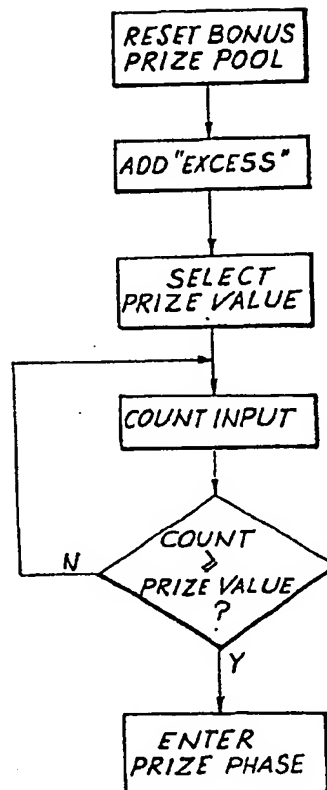 RESET BONUS
PRIZE POOL
ADD "EXCESS"
SELECT
PRIZE VALUE
COUNT INPUT
COUNT
⩾
PRIZE VALUE
?
N
Y
ENTER
PRIZE PHASE